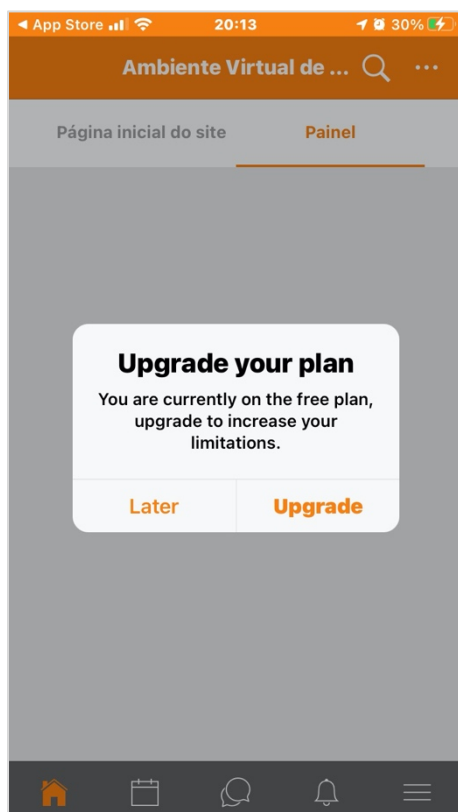 App Store 20:13 30%
Ambiente Virtual de ...
Página inicial do site Painel
Upgrade your plan
You are currently on the free plan,
upgrade to increase your
limitations.
Later Upgrade